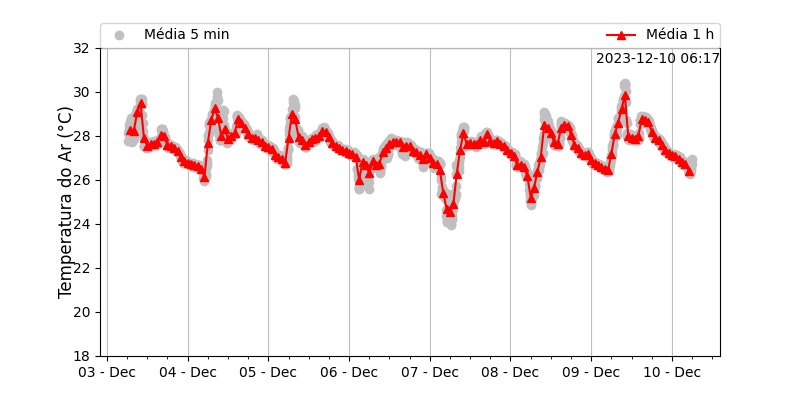 Média 5 min
Média 1 h
2023-12-10 06:17
Temperatura do Ar (°C)
32
30
28
26
24
22
20
18
03 - Dec
04 - Dec
05 - Dec
06 - Dec
07 - Dec
08 - Dec
09 - Dec
10 - Dec